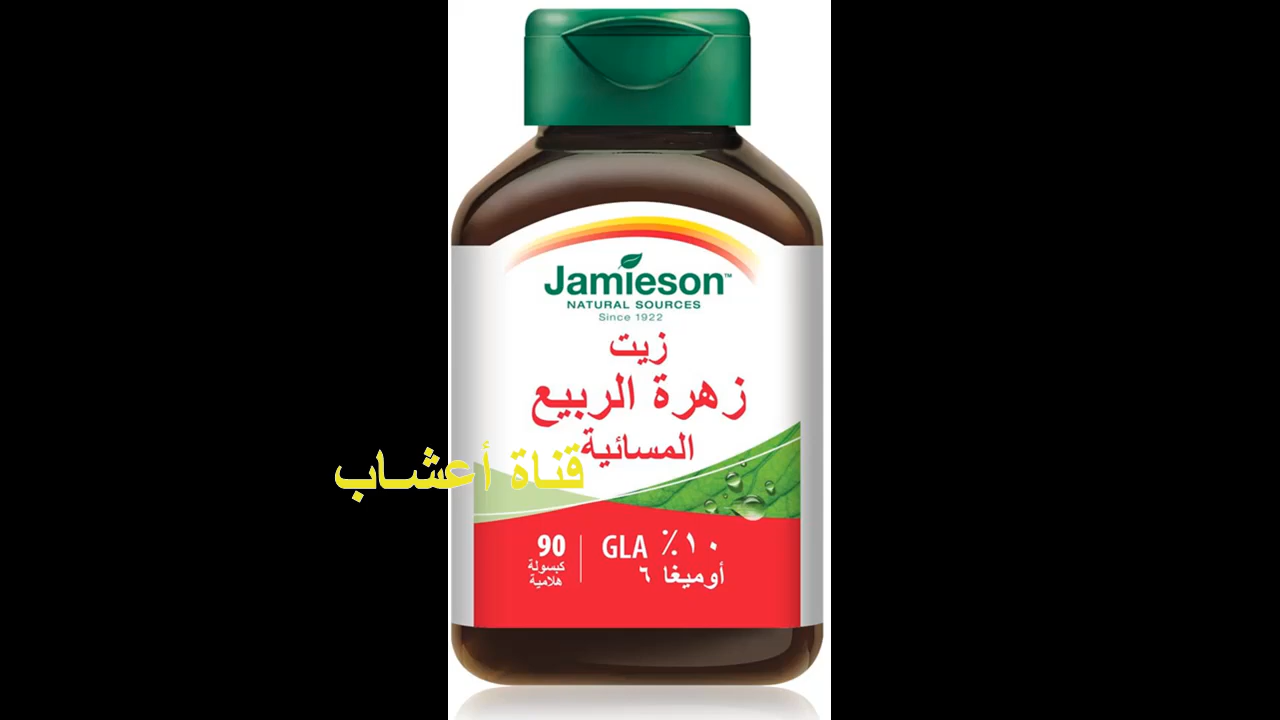 Jamieson™
NATURAL SOURCES
Since 1922
زيت
زهرة الربيع
المسائية
قناة أعشاب
١٠٪ GLA
أوميغا ٦
90
كبسولة
هلامية